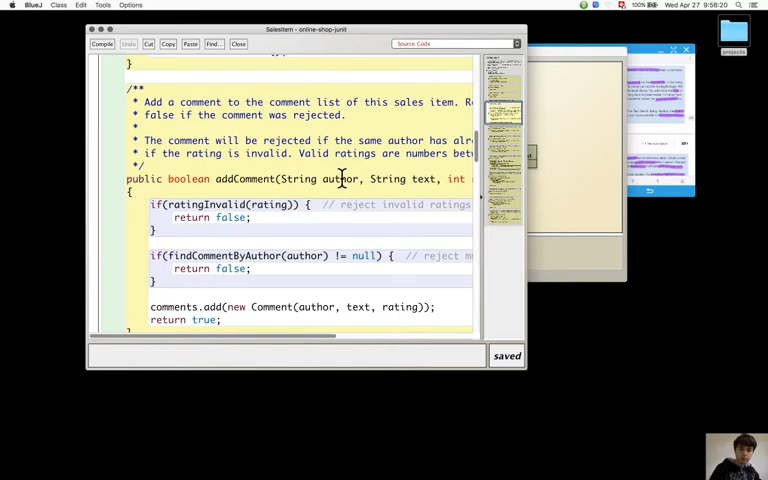 BlueJ Class Edit Tools Options 100% Wed Apr 27 9:56:20
SalesItem - online-shop-junit
Compile Undo Cut Copy Paste Find... Close Source Code
}
/**
* Add a comment to the comment list of this sales item. Re
* false if the comment was rejected.
*
* The comment will be rejected if the same author has alr
* if the rating is invalid. Valid ratings are numbers betw
*/
public boolean addComment(String author, String text, int r
{
if(ratingInvalid(rating)) { // reject invalid ratings
return false;
}
if(findCommentByAuthor(author) != null) { // reject mu
return false;
}
comments.add(new Comment(author, text, rating));
return true;
}
saved
projects